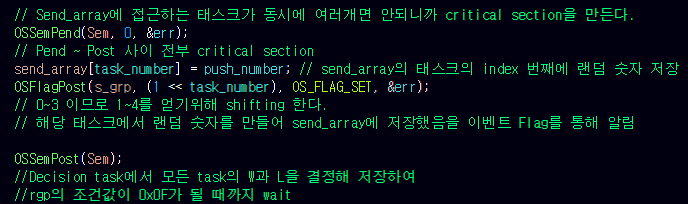 // Send_array에 접근하는 태스크가 동시에 여러개면 안되니까 critical section을 만든다.
OSSemPend(Sem, 0, &err);
// Pend ~ Post 사이 전부 critical section
send_array[task_number] = push_number; // send_array의 태스크의 index 번째에 랜덤 숫자 저장
OSFlagPost(s_grp, (1 << task_number), OS_FLAG_SET, &err);
// 0~3 이므로 1~4를 얻기위해 shifting 한다.
// 해당 태스크에서 랜덤 숫자를 만들어 send_array에 저장했음을 이벤트 Flag를 통해 알림
OSSemPost(Sem);
//Decision task에서 모든 task의 W과 L을 결정해 저장하여
//rgp의 조건값이 0x0F가 될 때까지 wait